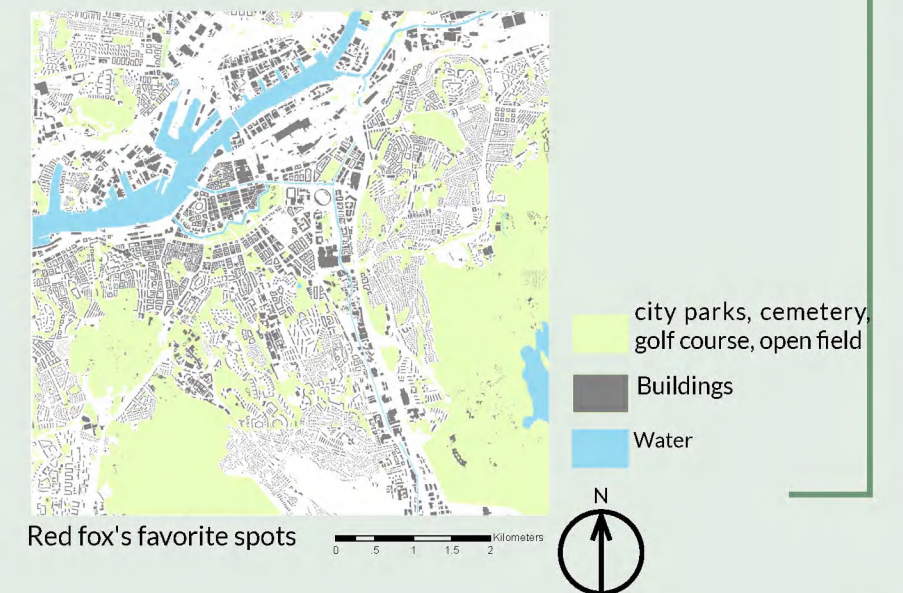 city parks, cemetery,
golf course, open field
Buildings
Water
N
Red fox's favorite spots
Kilometers
0 .5 1 1.5 2